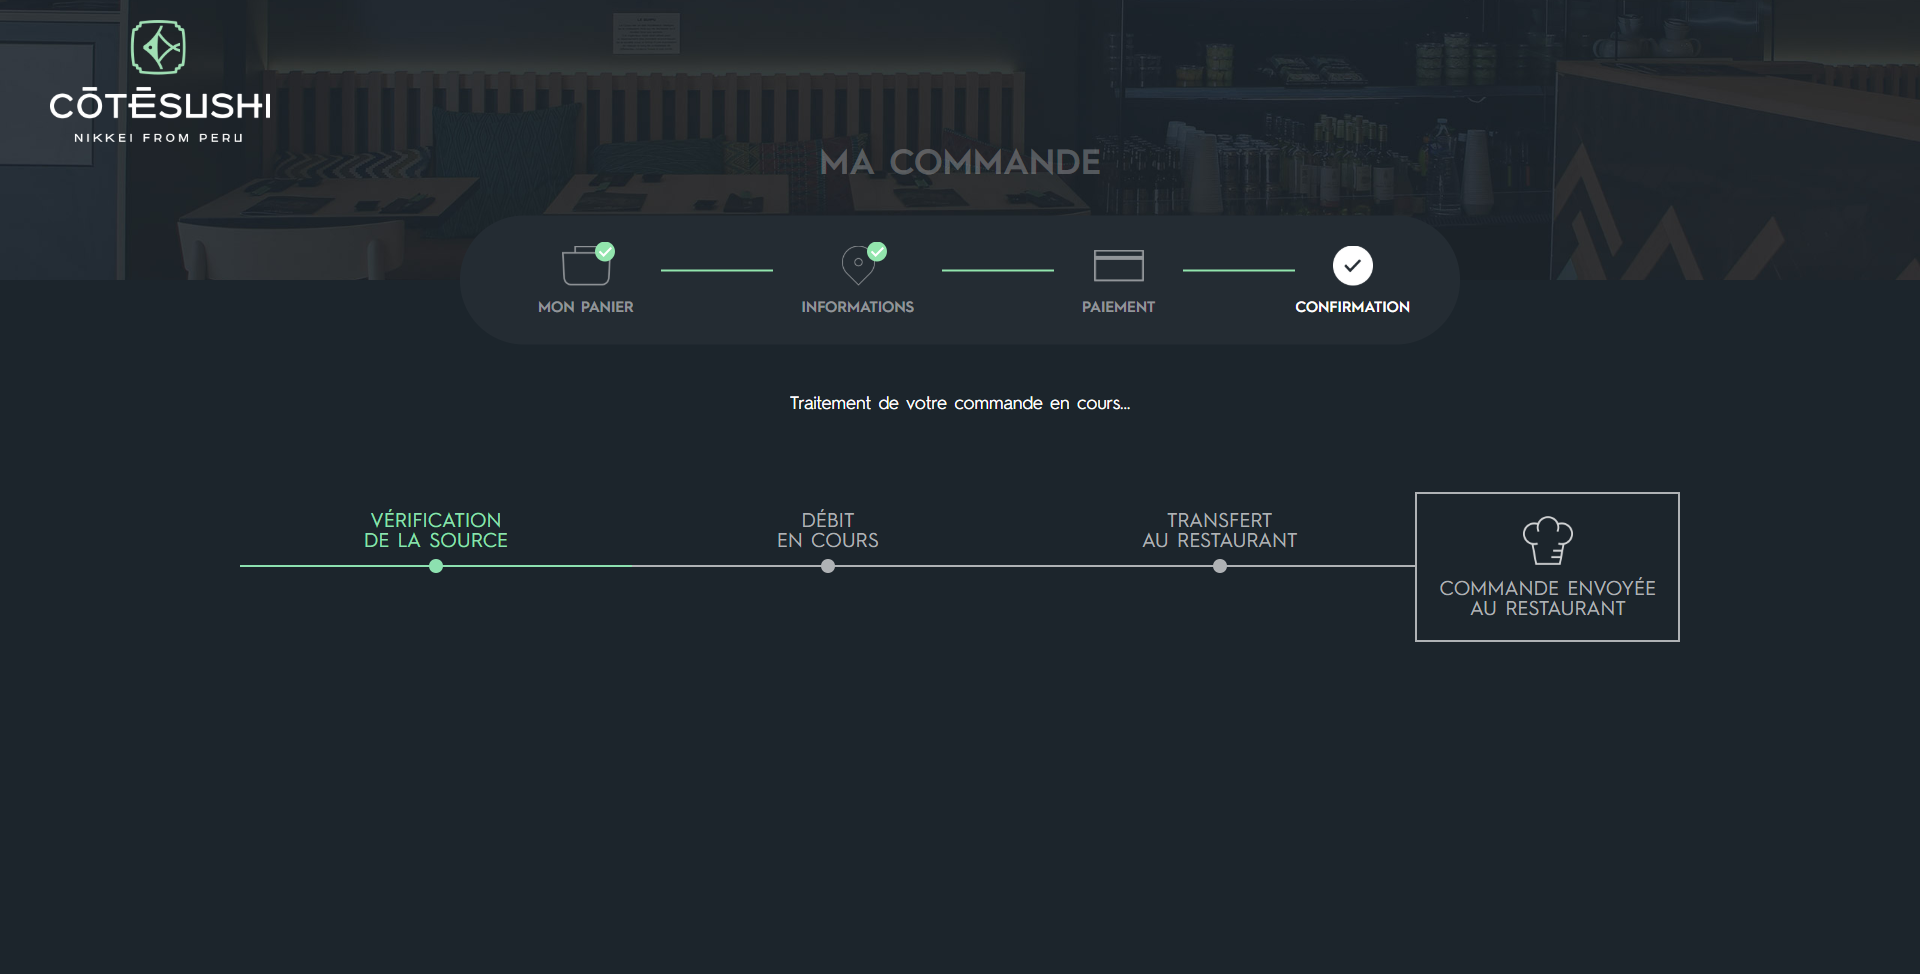 CŌTĒSUSHI
NIKKEI FROM PERU
MA COMMANDE
MON PANIER
INFORMATIONS
PAIEMENT
CONFIRMATION
Traitement de votre commande en cours...
VÉRIFICATION
DE LA SOURCE
DÉBIT
EN COURS
TRANSFERT
AU RESTAURANT
COMMANDE ENVOYÉE
AU RESTAURANT